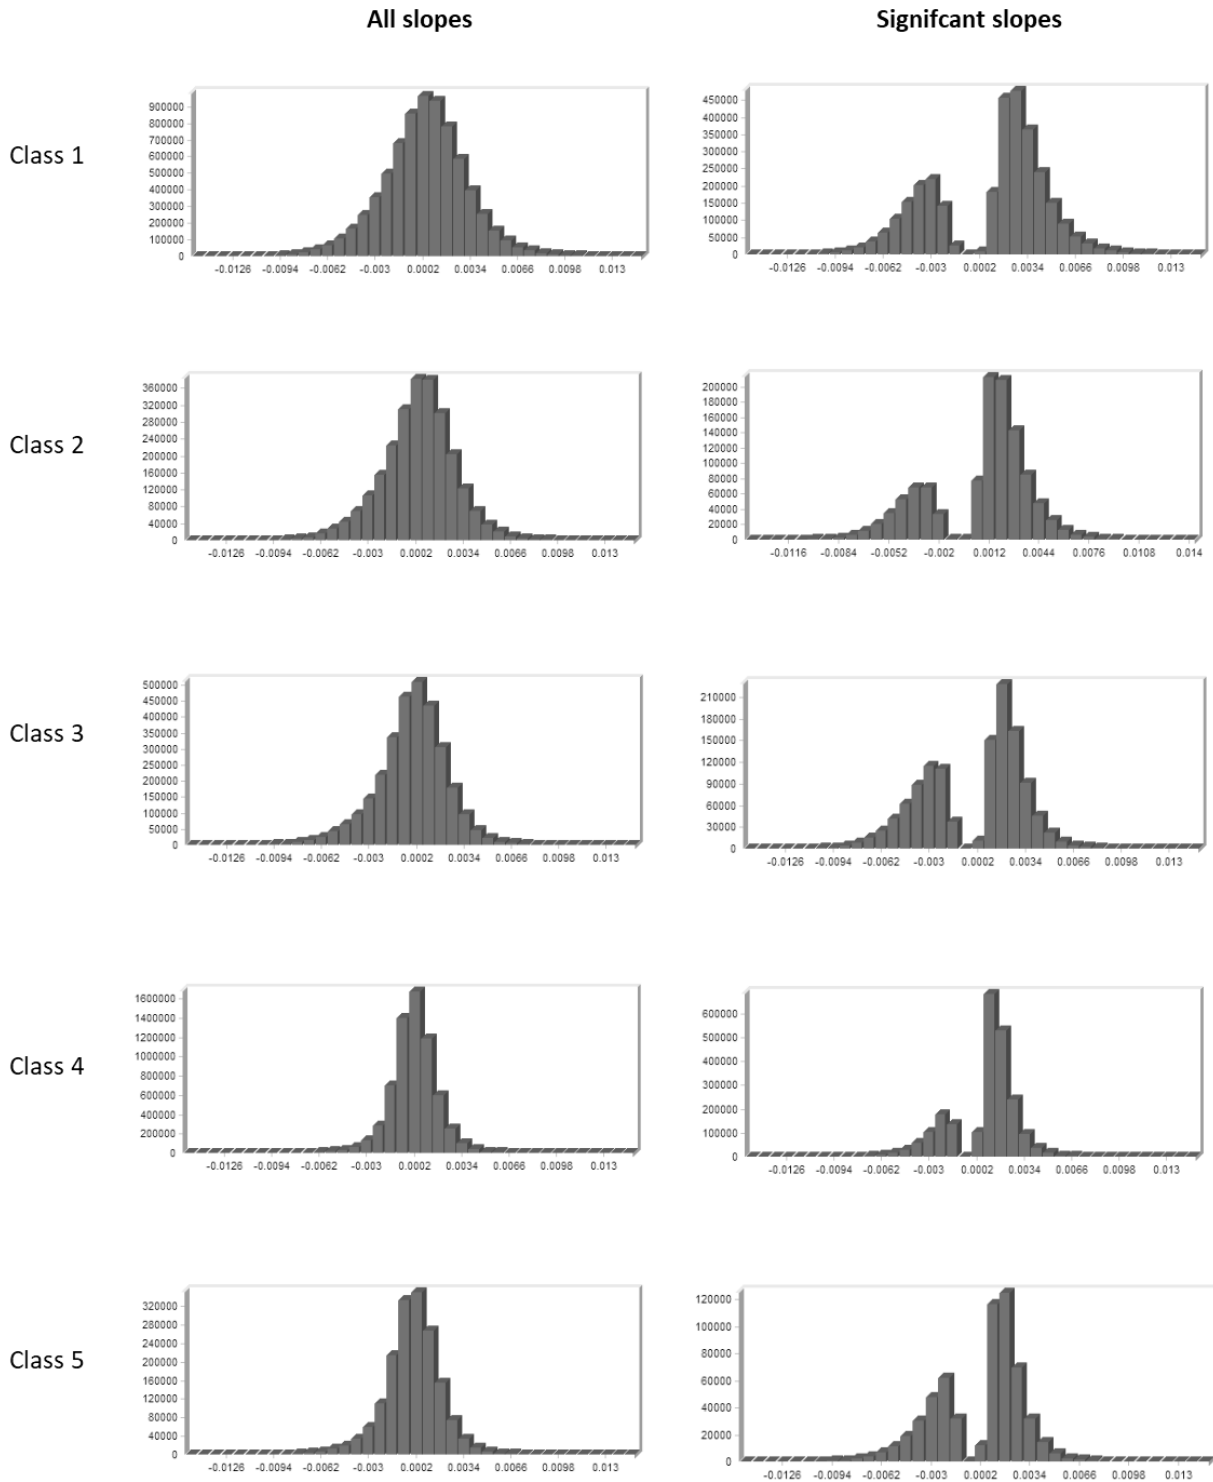 All slopes Signifcant slopes
Class 1
900000 800000 700000 600000 500000 400000 300000 200000 100000 0
-0.0126 -0.0094 -0.0062 -0.003 0.0002 0.0034 0.0066 0.0098 0.013
450000 400000 350000 300000 250000 200000 150000 100000 50000 0
-0.0126 -0.0094 -0.0062 -0.003 0.0002 0.0034 0.0066 0.0098 0.013
Class 2
360000 320000 280000 240000 200000 160000 120000 80000 40000 0
-0.0126 -0.0094 -0.0062 -0.003 0.0002 0.0034 0.0066 0.0098 0.013
200000 180000 160000 140000 120000 100000 80000 60000 40000 20000 0
-0.0116 -0.0084 -0.0052 -0.002 0.0012 0.0044 0.0076 0.0108 0.014
Class 3
500000 450000 400000 350000 300000 250000 200000 150000 100000 50000 0
-0.0126 -0.0094 -0.0062 -0.003 0.0002 0.0034 0.0066 0.0098 0.013
210000 180000 150000 120000 90000 60000 30000 0
-0.0126 -0.0094 -0.0062 -0.003 0.0002 0.0034 0.0066 0.0098 0.013
Class 4
1600000 1400000 1200000 1000000 800000 600000 400000 200000 0
-0.0126 -0.0094 -0.0062 -0.003 0.0002 0.0034 0.0066 0.0098 0.013
600000 500000 400000 300000 200000 100000 0
-0.0126 -0.0094 -0.0062 -0.003 0.0002 0.0034 0.0066 0.0098 0.013
Class 5
320000 280000 240000 200000 160000 120000 80000 40000 0
-0.0126 -0.0094 -0.0062 -0.003 0.0002 0.0034 0.0066 0.0098 0.013
120000 100000 80000 60000 40000 20000 0
-0.0126 -0.0094 -0.0062 -0.003 0.0002 0.0034 0.0066 0.0098 0.013